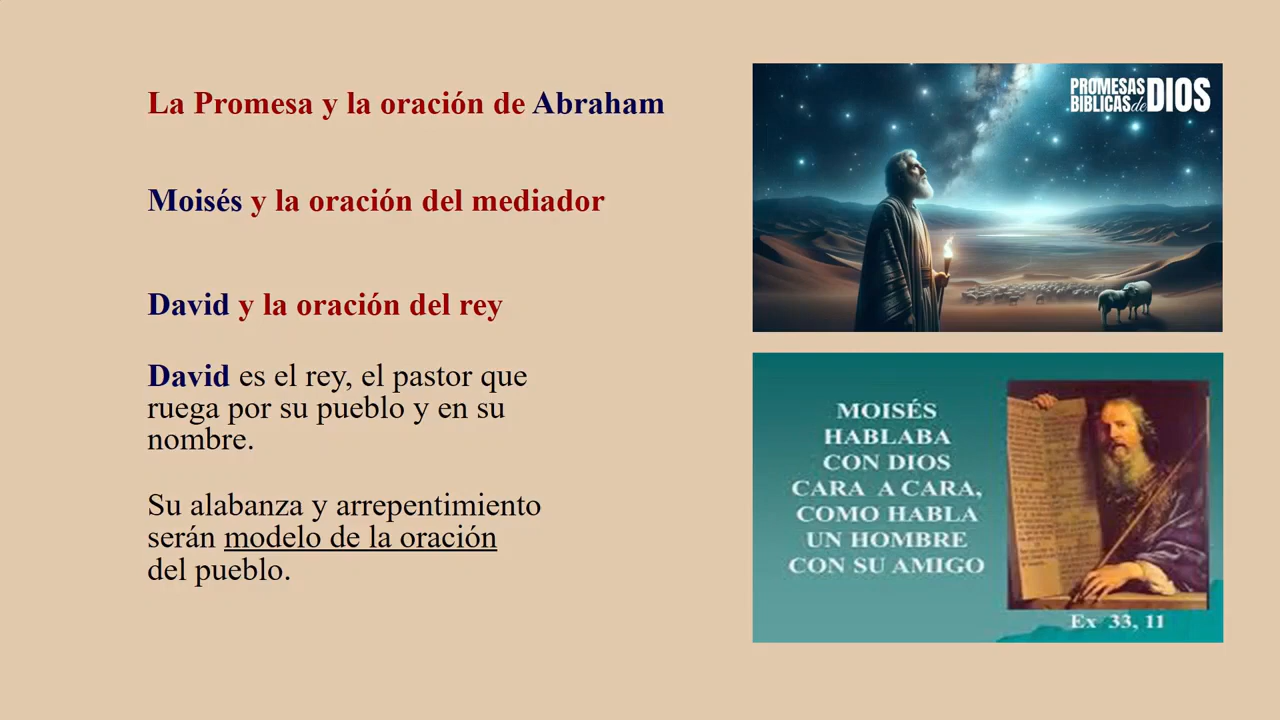 La Promesa y la oración de Abraham
Moisés y la oración del mediador
David y la oración del rey
David es el rey, el pastor que
ruega por su pueblo y en su
nombre.
Su alabanza y arrepentimiento
serán modelo de la oración
del pueblo.
PROMESAS
BIBLICAS de DIOS
MOISÉS
HABLABA
CON DIOS
CARA A CARA,
COMO HABLA
UN HOMBRE
CON SU AMIGO
Ex 33, 11